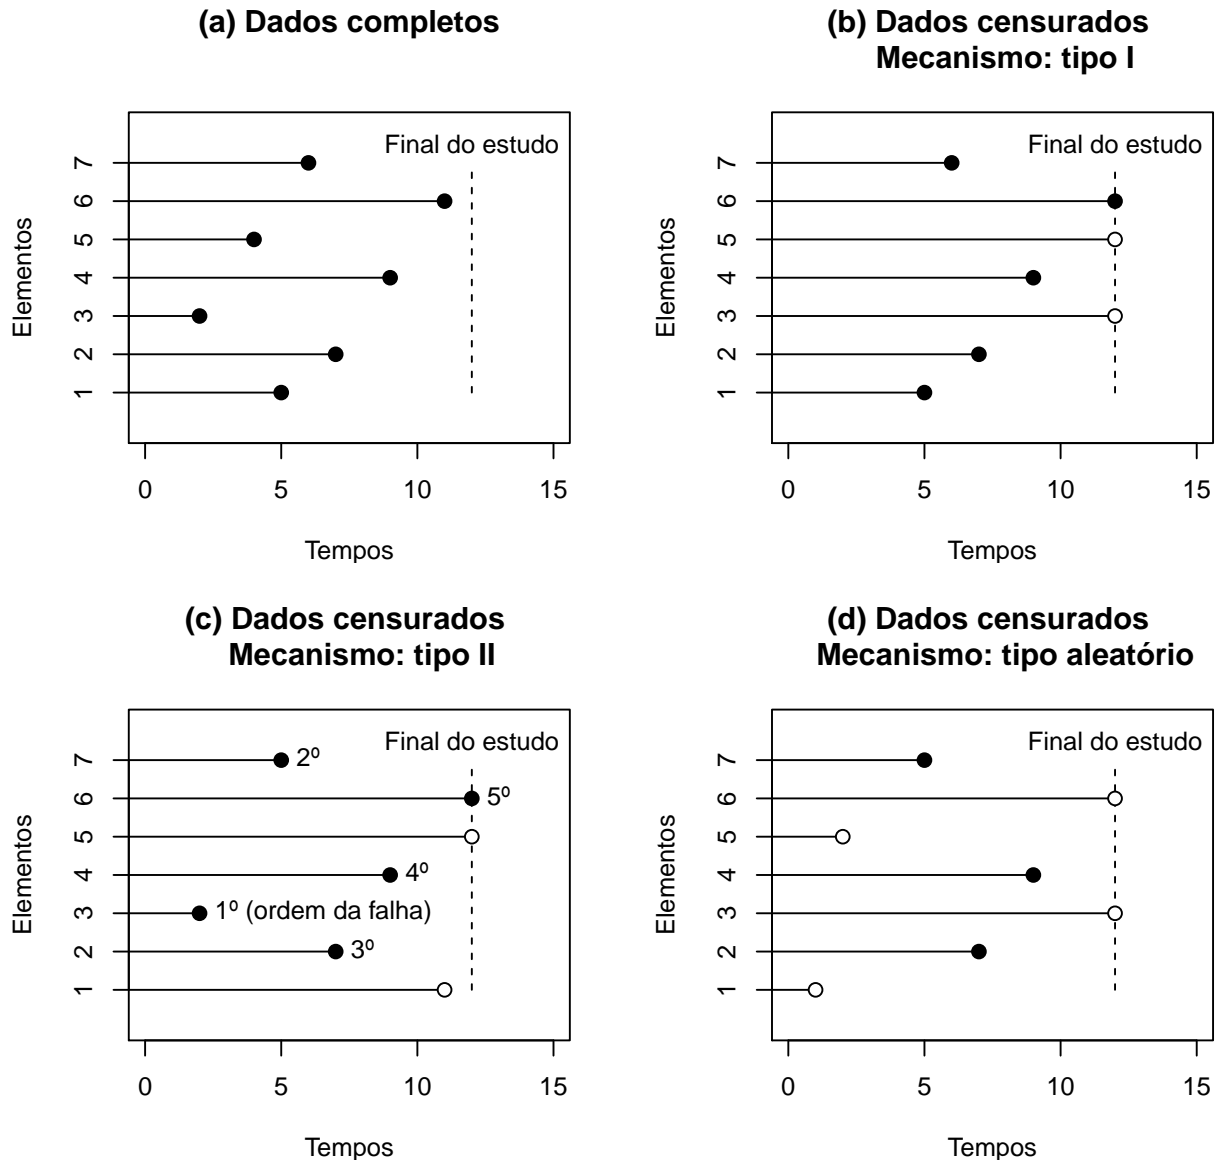 (a) Dados completos
Final do estudo
Elementos
7
6
5
4
3
2
1
0 5 10 15
Tempos
(b) Dados censurados
Mecanismo: tipo I
Final do estudo
Elementos
7
6
5
4
3
2
1
0 5 10 15
Tempos
(c) Dados censurados
Mecanismo: tipo II
Final do estudo
Elementos
7
6
5
4
3
2
1
2º
5º
4º
1º (ordem da falha)
3º
0 5 10 15
Tempos
(d) Dados censurados
Mecanismo: tipo aleatório
Final do estudo
Elementos
7
6
5
4
3
2
1
0 5 10 15
Tempos